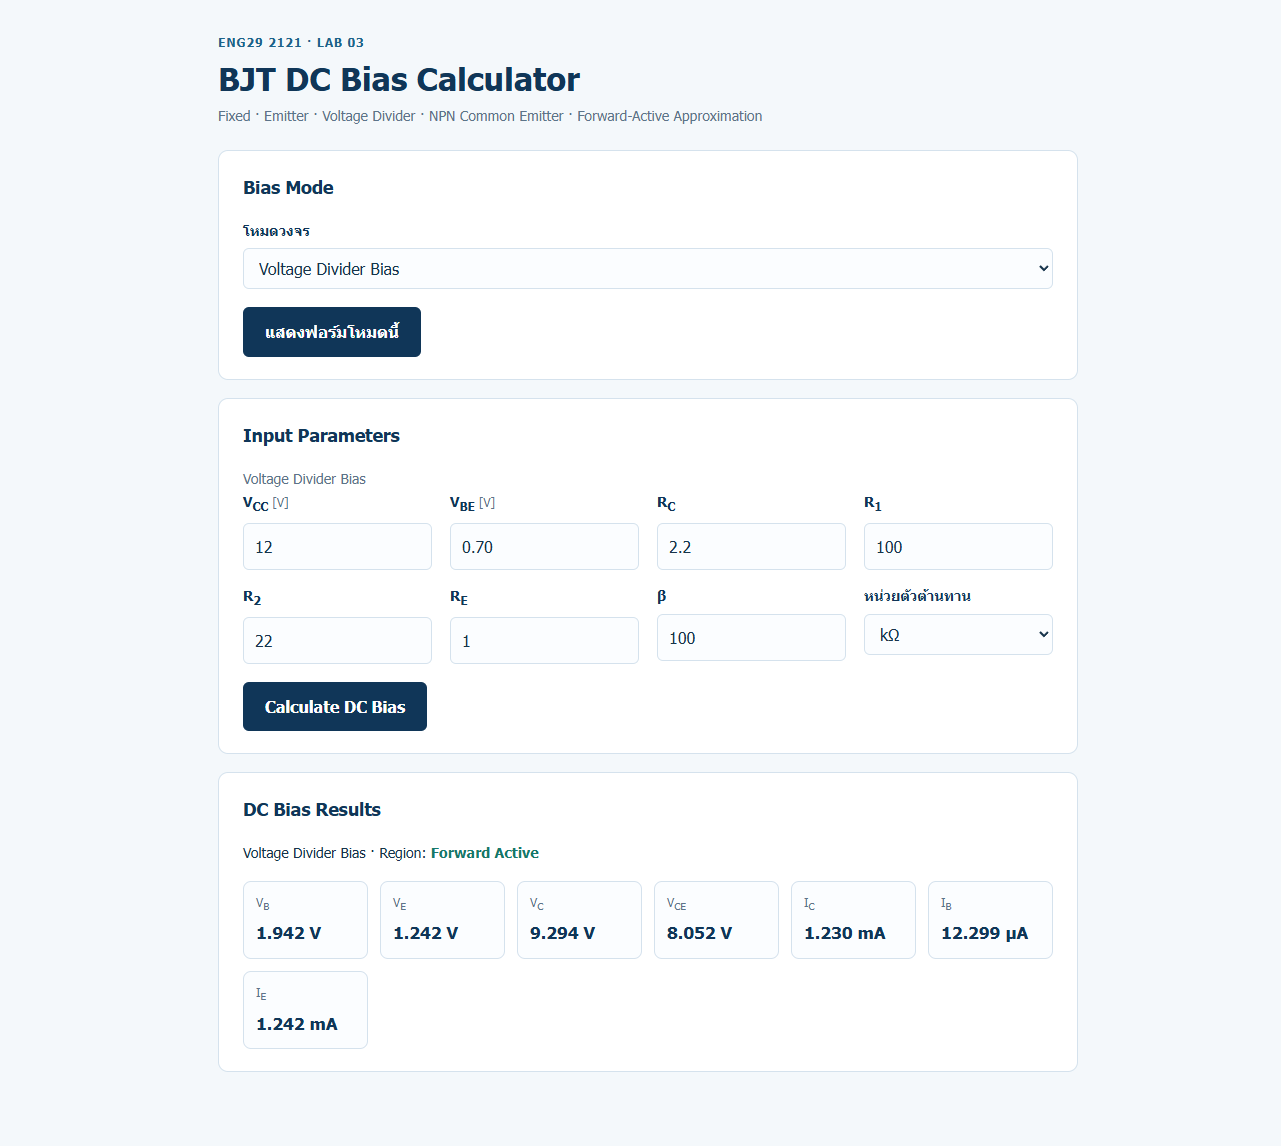 ENG29 2121 · LAB 03
BJT DC Bias Calculator
Fixed · Emitter · Voltage Divider · NPN Common Emitter · Forward-Active Approximation
Bias Mode
โหมดวงจร
Voltage Divider Bias
แสดงฟอร์มโหมดนี้
Input Parameters
Voltage Divider Bias
VCC [V] VBE [V] RC R1
12 0.70 2.2 100
R2 RE β หน่วยตัวต้านทาน
22 1 100 kΩ
Calculate DC Bias
DC Bias Results
Voltage Divider Bias · Region: Forward Active
VB VE VC VCE IC IB
1.942 V 1.242 V 9.294 V 8.052 V 1.230 mA 12.299 µA
IE
1.242 mA